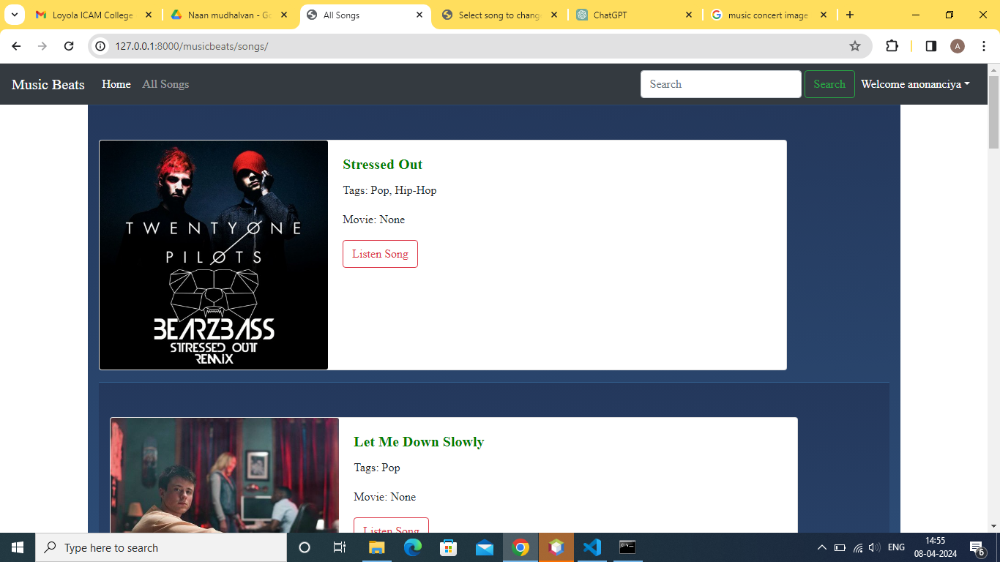 Loyola ICAM College
Naan mudhalvan - Go
All Songs
Select song to chang
ChatGPT
music concert image
127.0.0.1:8000/musicbeats/songs/
A
Music Beats
Home
All Songs
Search
Search
Welcome anonanciya
TWENTY ONE
PILOTS
BEARZBASS
STRESSED OUT
REMIX
Stressed Out
Tags: Pop, Hip-Hop
Movie: None
Listen Song
Let Me Down Slowly
Tags: Pop
Movie: None
Listen Song
Type here to search
ENG
14:55
08-04-2024
6